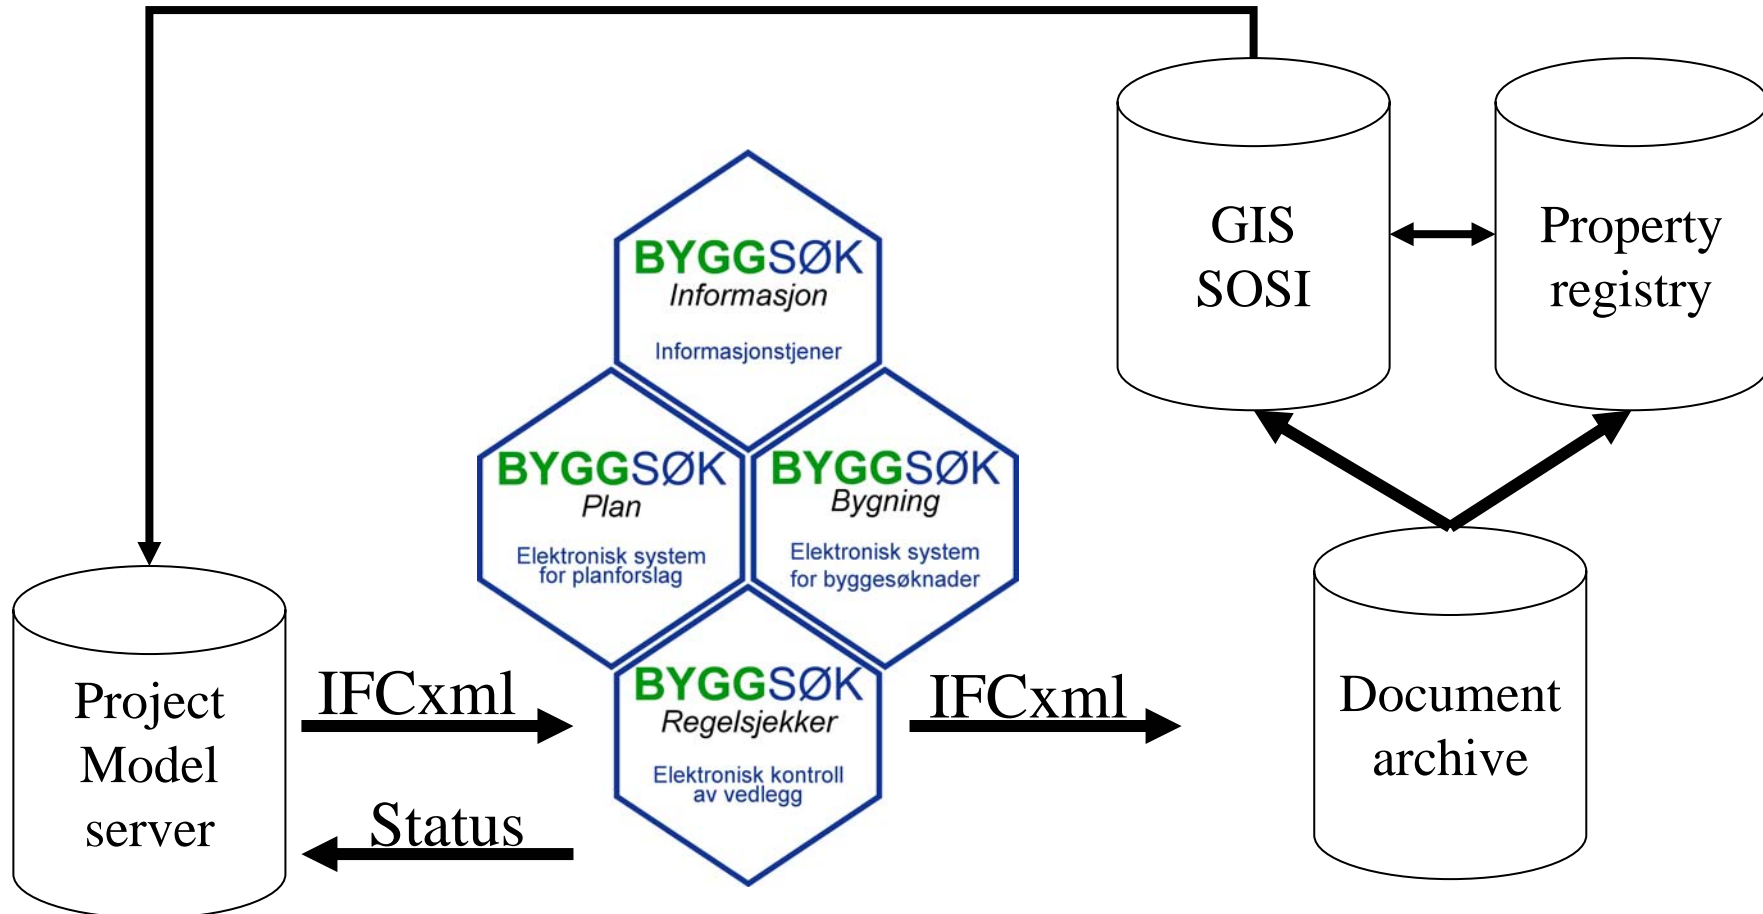 GIS
SOSI
Property
registry
BYGGSØK
Informasjon
Informasjonstjener
BYGGSØK
Plan
Elektronisk system
for planforslag
BYGGSØK
Bygning
Elektronisk system
for byggesøknader
BYGGSØK
Regelsjekker
Elektronisk kontroll
av vedlegg
Project
Model
server
IFCxml
Status
IFCxml
Document
archive